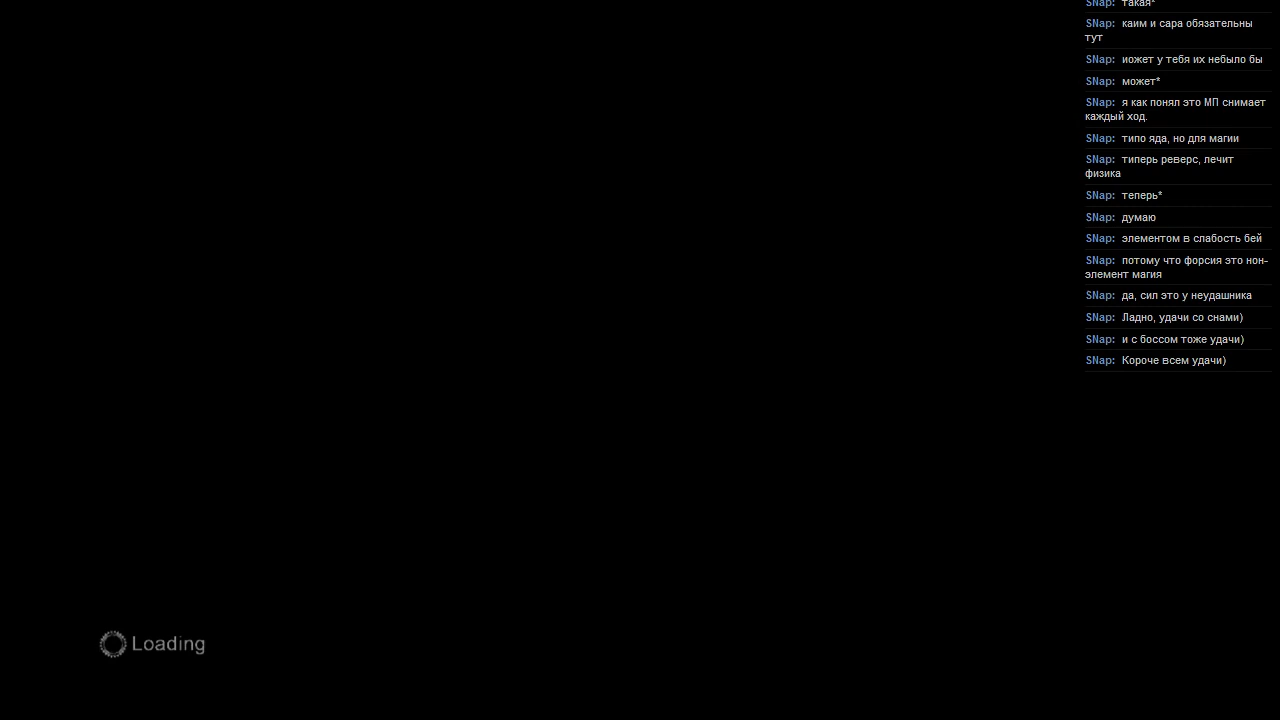 SNap: такая*
SNap: каим и сара обязательны
тут
SNap: иожет у тебя их небыло бы
SNap: может*
SNap: я как понял это МП снимает
каждый ход.
SNap: типо яда, но для магии
SNap: типерь реверс, лечит
физика
SNap: теперь*
SNap: думаю
SNap: элементом в слабость бей
SNap: потому что форсия это нон-
элемент магия
SNap: да, сил это у неудашника
SNap: Ладно, удачи со снами)
SNap: и с боссом тоже удачи)
SNap: Короче всем удачи)
Loading